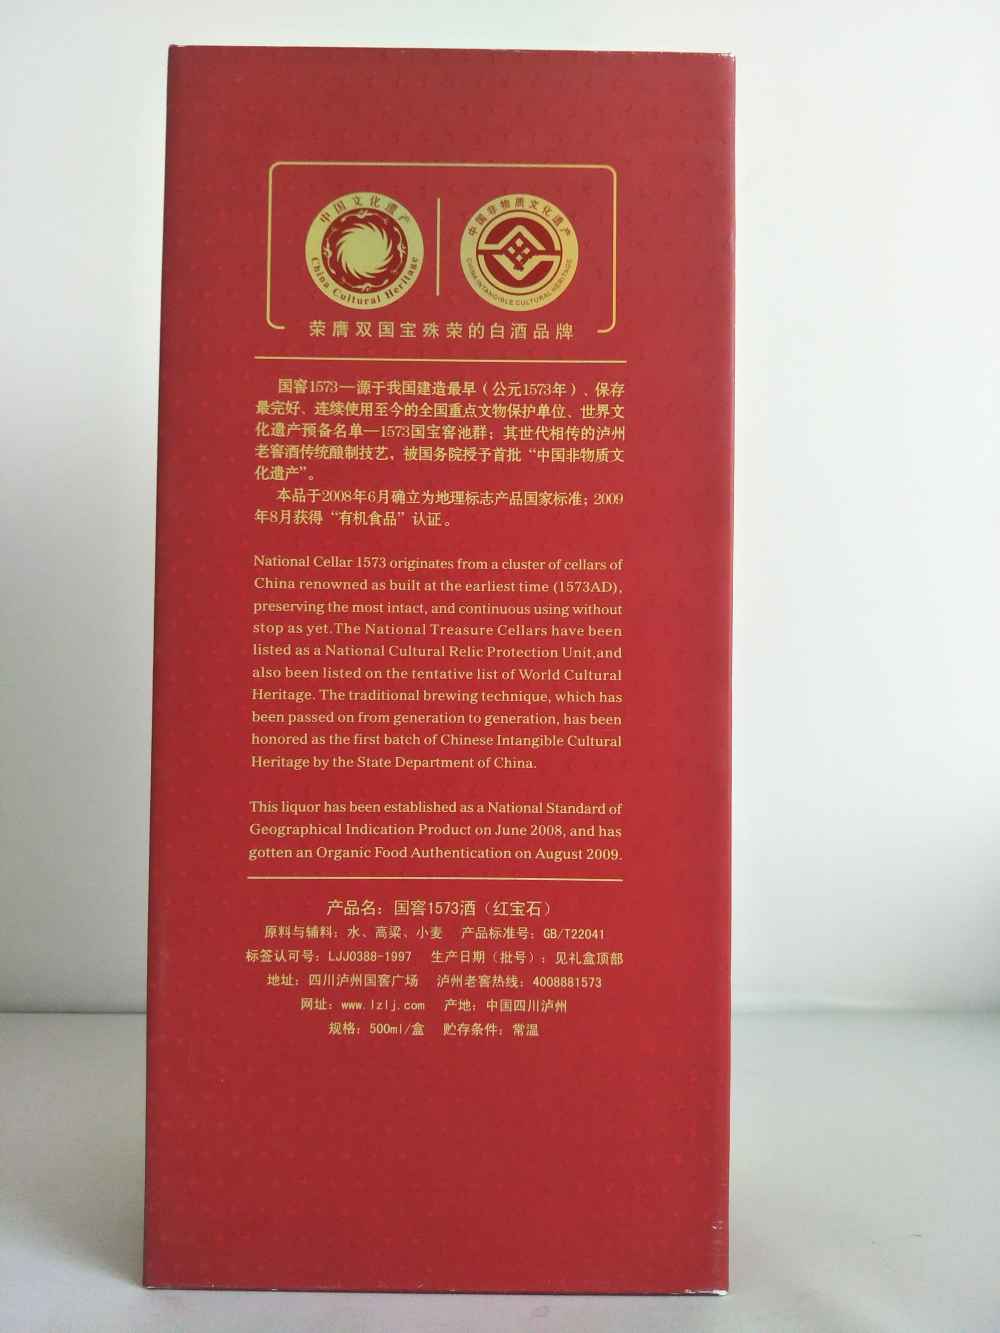 中国文化遗产
China Cultural Heritage
中国非物质文化遗产
CHINA INTANGIBLE CULTURAL HERITAGE
荣膺双国宝殊荣的白酒品牌
国窖1573—源于我国建造最早（公元1573年）、保存
最完好、连续使用至今的全国重点文物保护单位、世界文
化遗产预备名单—1573国宝窖池群；其世代相传的泸州
老窖酒传统酿制技艺，被国务院授予首批“中国非物质文
化遗产”。
本品于2008年6月确立为地理标志产品国家标准；2009
年8月获得“有机食品”认证。
National Cellar 1573 originates from a cluster of cellars of
China renowned as built at the earliest time (1573AD),
preserving the most intact, and continuous using without
stop as yet.The National Treasure Cellars have been
listed as a National Cultural Relic Protection Unit,and
also been listed on the tentative list of World Cultural
Heritage. The traditional brewing technique, which has
been passed on from generation to generation, has been
honored as the first batch of Chinese Intangible Cultural
Heritage by the State Department of China.
This liquor has been established as a National Standard of
Geographical Indication Product on June 2008, and has
gotten an Organic Food Authentication on August 2009.
产品名：国窖1573酒（红宝石）
原料与辅料：水、高粱、小麦 产品标准号：GB/T22041
标签认可号：LJJ0388-1997 生产日期（批号）：见礼盒顶部
地址：四川泸州国窖广场 泸州老窖热线：4008881573
网址：www.lzlj.com 产地：中国四川泸州
规格：500ml/盒 贮存条件：常温